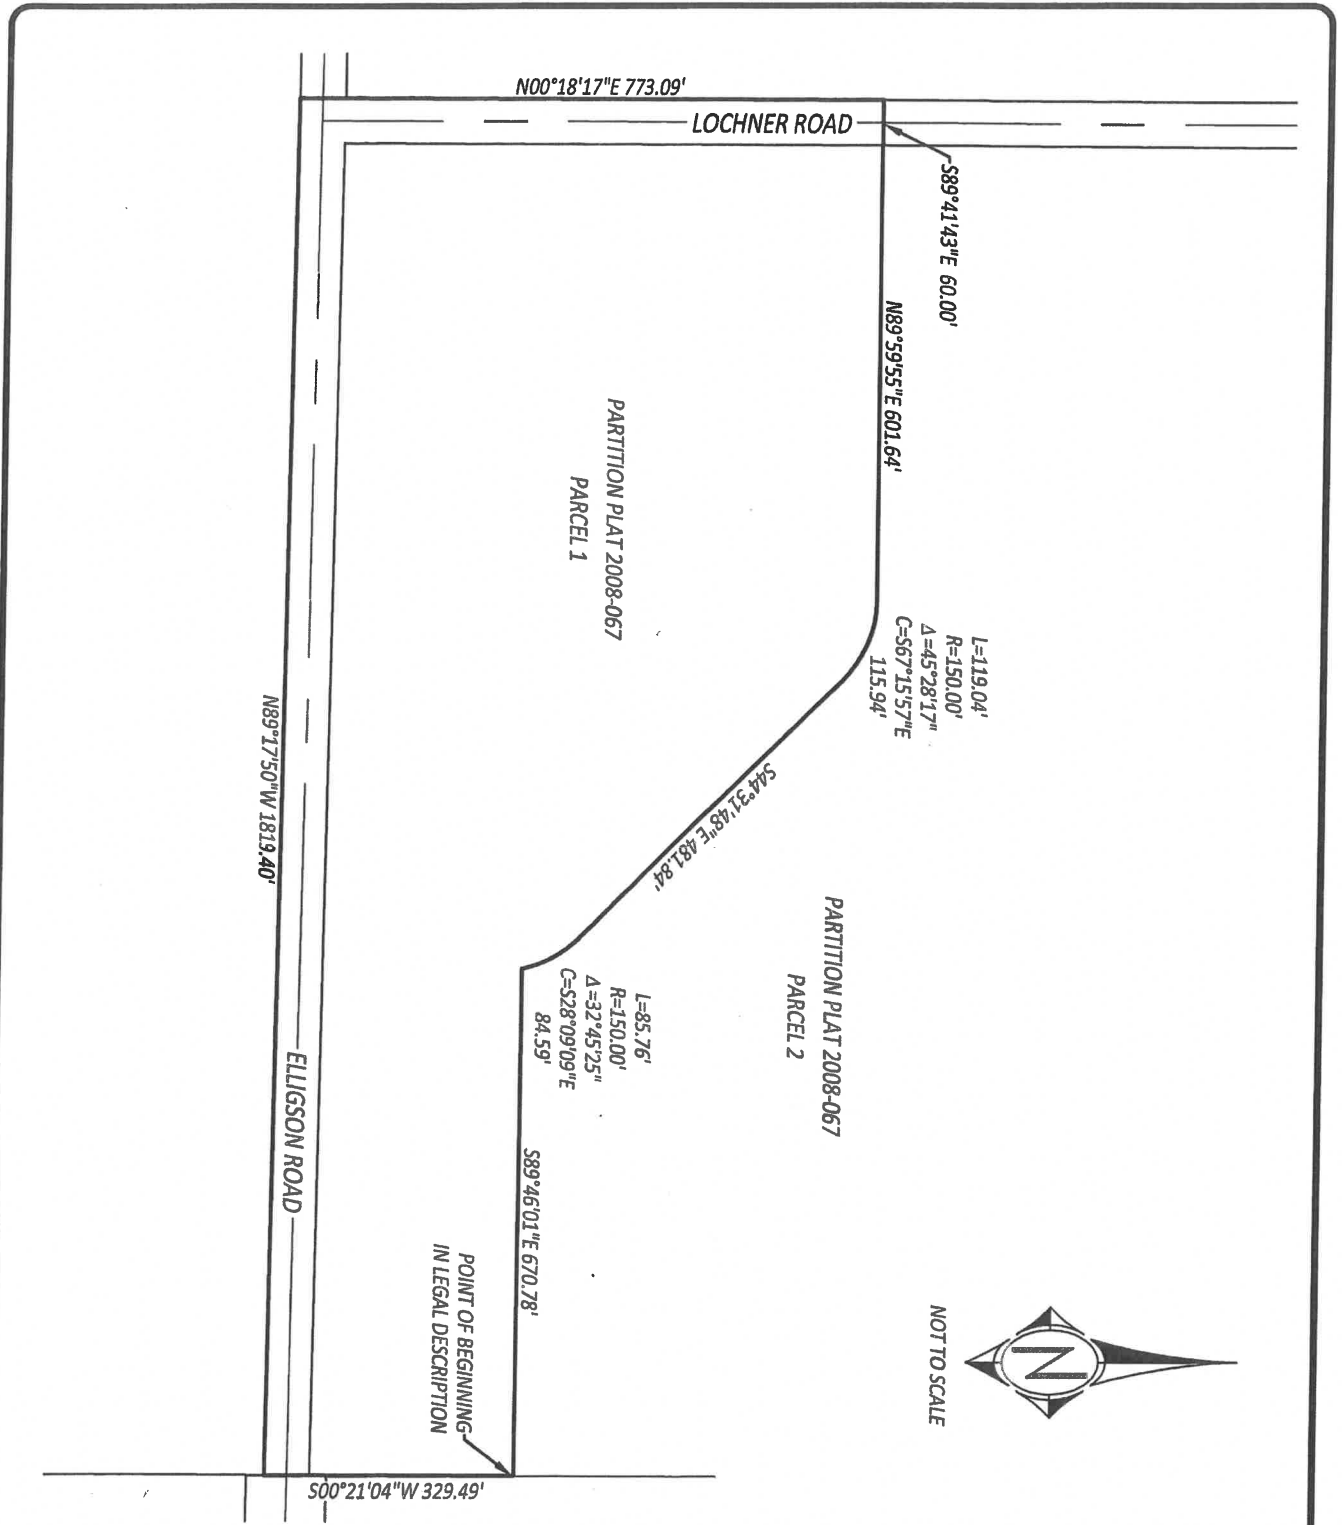 N00°18'17"E 773.09'
LOCHNER ROAD
S89°41'43"E 60.00'
N89°59'55"E 601.64'
PARTITION PLAT 2008-067
PARCEL 1
L=119.04'
R=150.00'
Δ=45°28'17"
C=S67°15'57"E
115.94'
S44°31'48"E 481.84'
N89°17'50"W 1819.40'
PARTITION PLAT 2008-067
PARCEL 2
L=85.76'
R=150.00'
Δ=32°45'25"
C=S28°09'09"E
84.59'
ELLIGSON ROAD
S89°46'01"E 670.78'
POINT OF BEGINNING
IN LEGAL DESCRIPTION
N
NOT TO SCALE
S00°21'04"W 329.49'